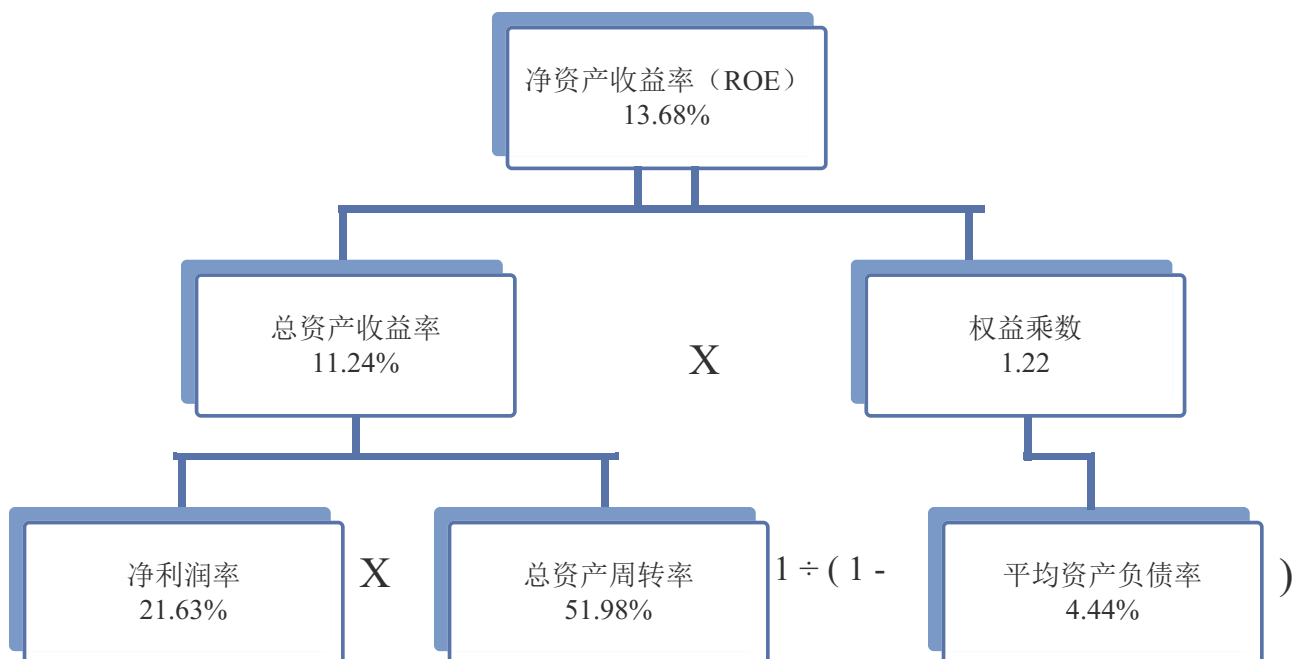 净资产收益率（ROE）
13.68%
总资产收益率
11.24%
X
权益乘数
1.22
净利润率
21.63%
X
总资产周转率
51.98%
1 ÷ ( 1 -
平均资产负债率
4.44%
)